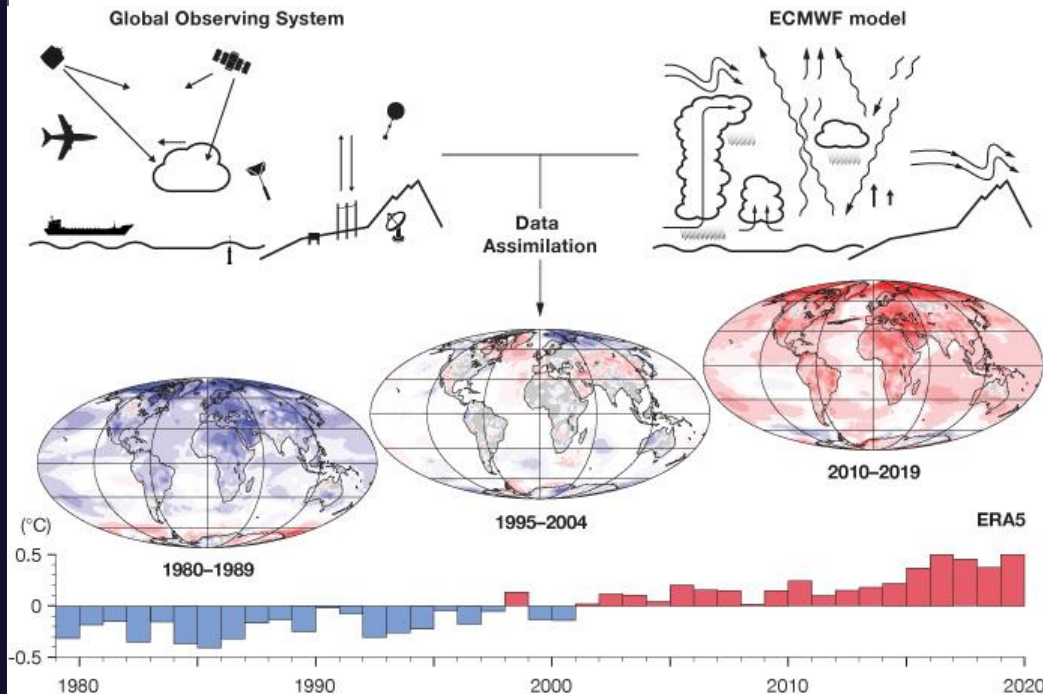 Global Observing System
ECMWF model
Data
Assimilation
2010–2019
1995–2004
ERA5
(°C)
1980–1989
0.5
0
-0.5
1980
1990
2000
2010
2020